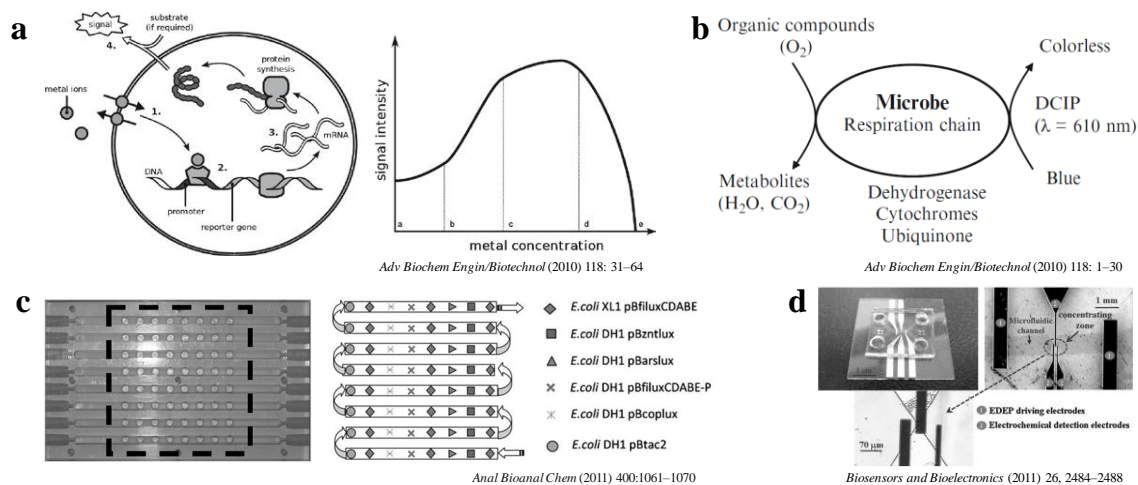 a
signal
substrate
(if required)
4.
metal ions
1.
protein
synthesis
3.
mRNA
DNA
2.
promoter
reporter gene
signal intensity
a b c d e
metal concentration
Adv Biochem Engin/Biotechnol (2010) 118: 31–64
b
Organic compounds
(O2)
Colorless
Microbe
Respiration chain
DCIP
(λ = 610 nm)
Metabolites
(H2O, CO2)
Blue
Dehydrogenase
Cytochromes
Ubiquinone
Adv Biochem Engin/Biotechnol (2010) 118: 1–30
c
E.coli XL1 pBfiluxCDABE
E.coli DH1 pBzntlux
E.coli DH1 pBarslux
E.coli DH1 pBfiluxCDABE-P
E.coli DH1 pBcoplux
E.coli DH1 pBtac2
Anal Bioanal Chem (2011) 400:1061–1070
d
1 mm
Microfluidic
channel
concentrating
zone
1
1
2
70 μm
1 EDEP driving electrodes
2 Electrochemical detection electrodes
Biosensors and Bioelectronics (2011) 26, 2484–2488